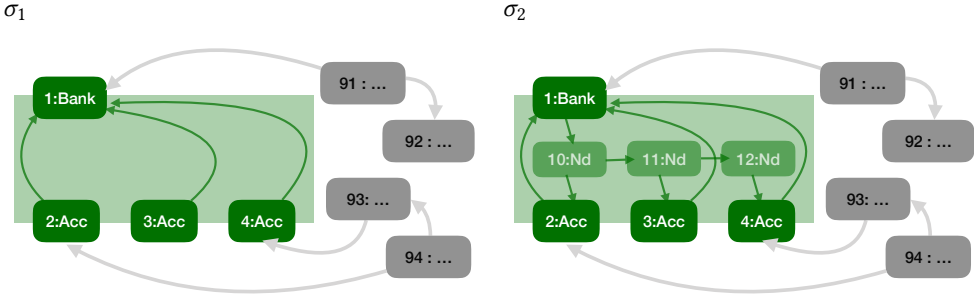 σ1 σ2
91 : ... 91 : ...
1:Bank 1:Bank
92 : ... 92 : ...
10:Nd 11:Nd 12:Nd
93: ... 93: ...
2:Acc 3:Acc 4:Acc 2:Acc 3:Acc 4:Acc
94 : ... 94 : ...